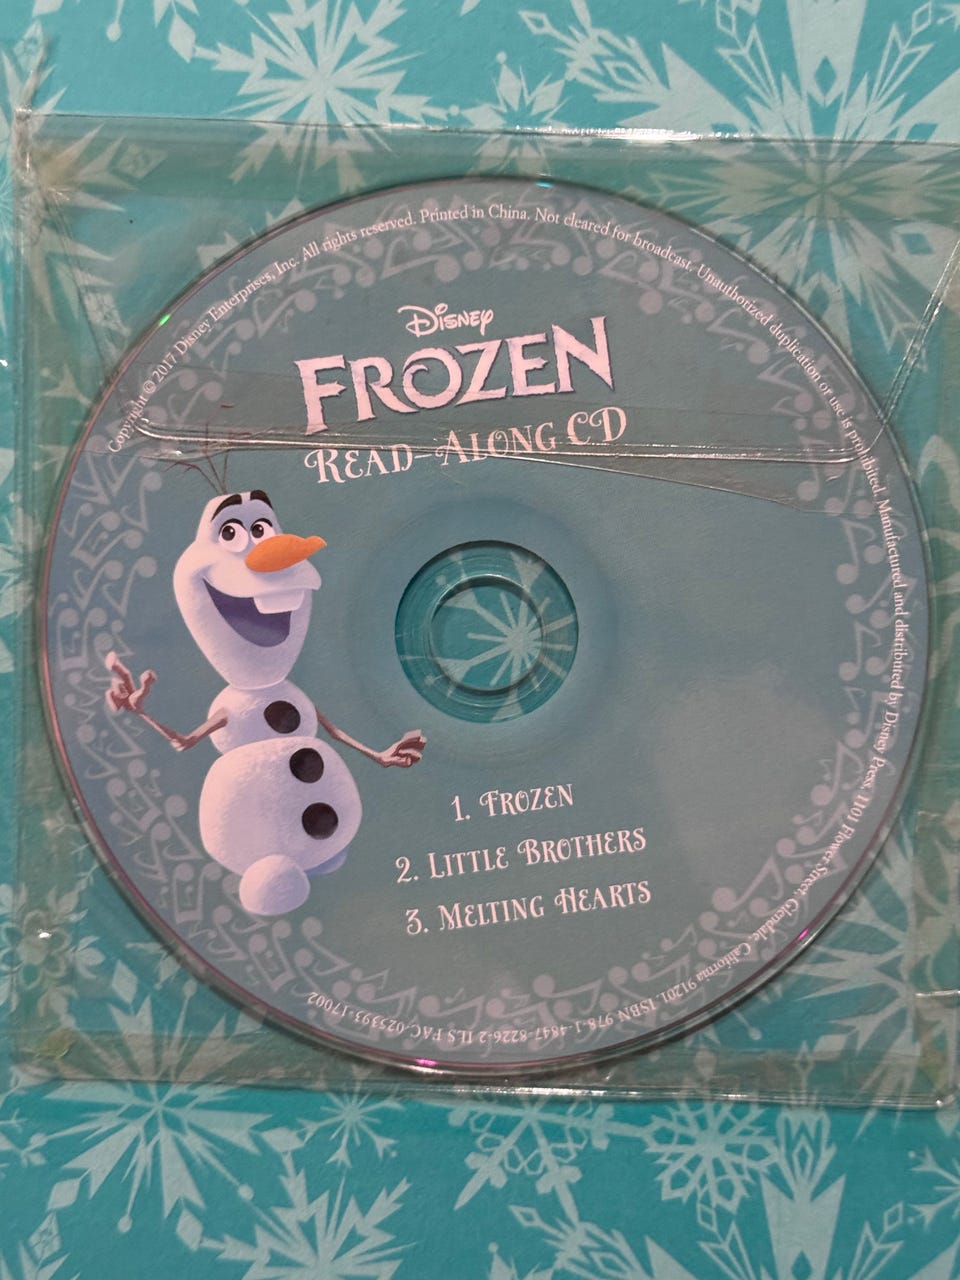 Disney
FROZEN
READ-ALONG CD
1. FROZEN
2. LITTLE BROTHERS
3. MELTING HEARTS
Copyright © 2017 Disney Enterprises, Inc. All rights reserved. Printed in China. Not cleared for broadcast. Unauthorized duplication or use is prohibited. Manufactured and distributed by Disney Press, 1101 Flower Street, Glendale, California 91201. ISBN 978-1-4847-8226-2 ILS FAC-025393-17002